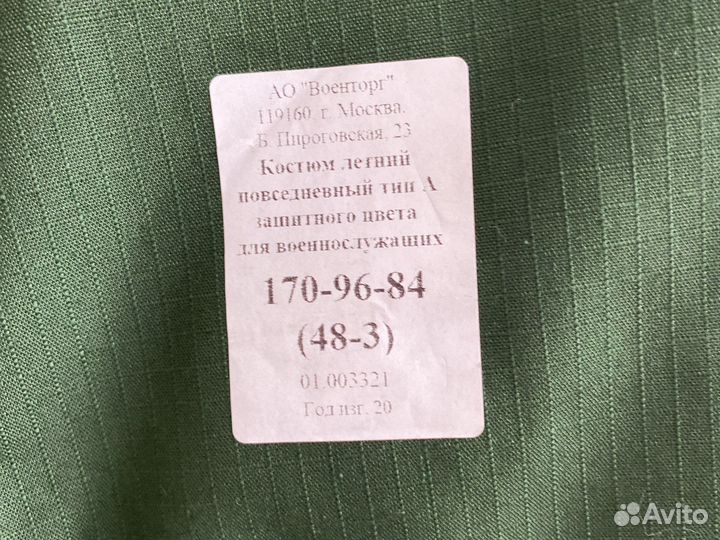 АО "Военторг"
119160, г. Москва,
Б. Пироговская, 23
Костюм летний
повседневный тип А
защитного цвета
для военнослужащих
170-96-84
(48-3)
01.003321
Год изг. 20
Avito